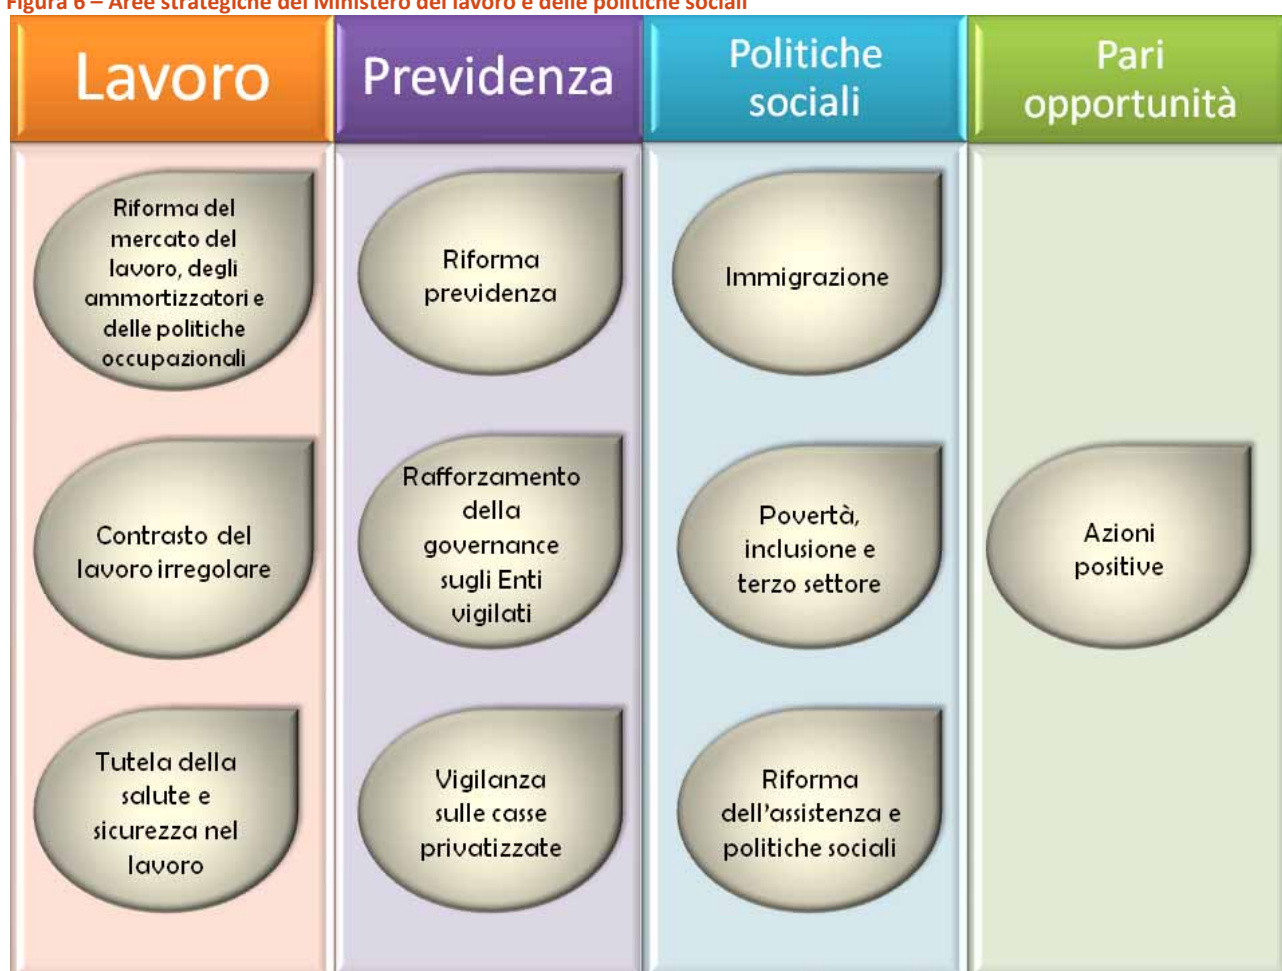 Figura 6 – Aree strategiche del Ministero del lavoro e delle politiche sociali
Lavoro
Riforma del
mercato del
lavoro, degli
ammortizzatori e
delle politiche
occupazionali
Contrasto del
lavoro irregolare
Tutela della
salute e
sicurezza nel
lavoro
Previdenza
Riforma
previdenza
Rafforzamento
della
governance
sugli Enti
vigilati
Vigilanza
sulle casse
privatizzate
Politiche
sociali
Immigrazione
Povertà,
inclusione e
terzo settore
Riforma
dell'assistenza e
politiche sociali
Pari
opportunità
Azioni
positive